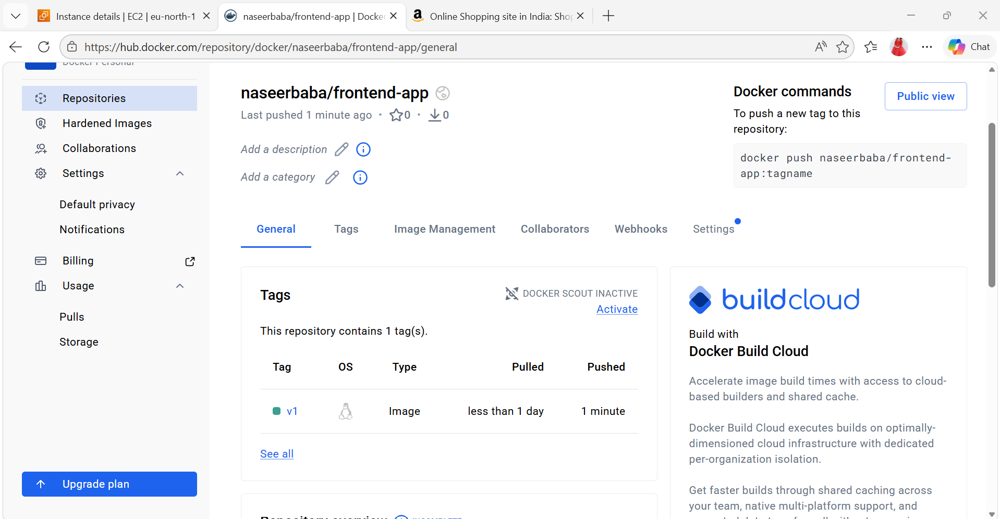 Instance details | EC2 | eu-north-1
naseerbaba/frontend-app | Docker
Online Shopping site in India: Shop
https://hub.docker.com/repository/docker/naseerbaba/frontend-app/general
Chat
Docker Personal
Repositories
Hardened Images
Collaborations
Settings
Default privacy
Notifications
Billing
Usage
Pulls
Storage
Upgrade plan
naseerbaba/frontend-app
Last pushed 1 minute ago • 0 • 0
Add a description
Add a category
Docker commands
Public view
To push a new tag to this
repository:
docker push naseerbaba/frontend-
app:tagname
General Tags Image Management Collaborators Webhooks Settings
Tags
DOCKER SCOUT INACTIVE
Activate
This repository contains 1 tag(s).
Tag OS Type Pulled Pushed
v1 Image less than 1 day 1 minute
See all
Repository overview INCOMPLETE
buildcloud
Build with
Docker Build Cloud
Accelerate image build times with access to cloud-
based builders and shared cache.
Docker Build Cloud executes builds on optimally-
dimensioned cloud infrastructure with dedicated
per-organization isolation.
Get faster builds through shared caching across
your team, native multi-platform support, and